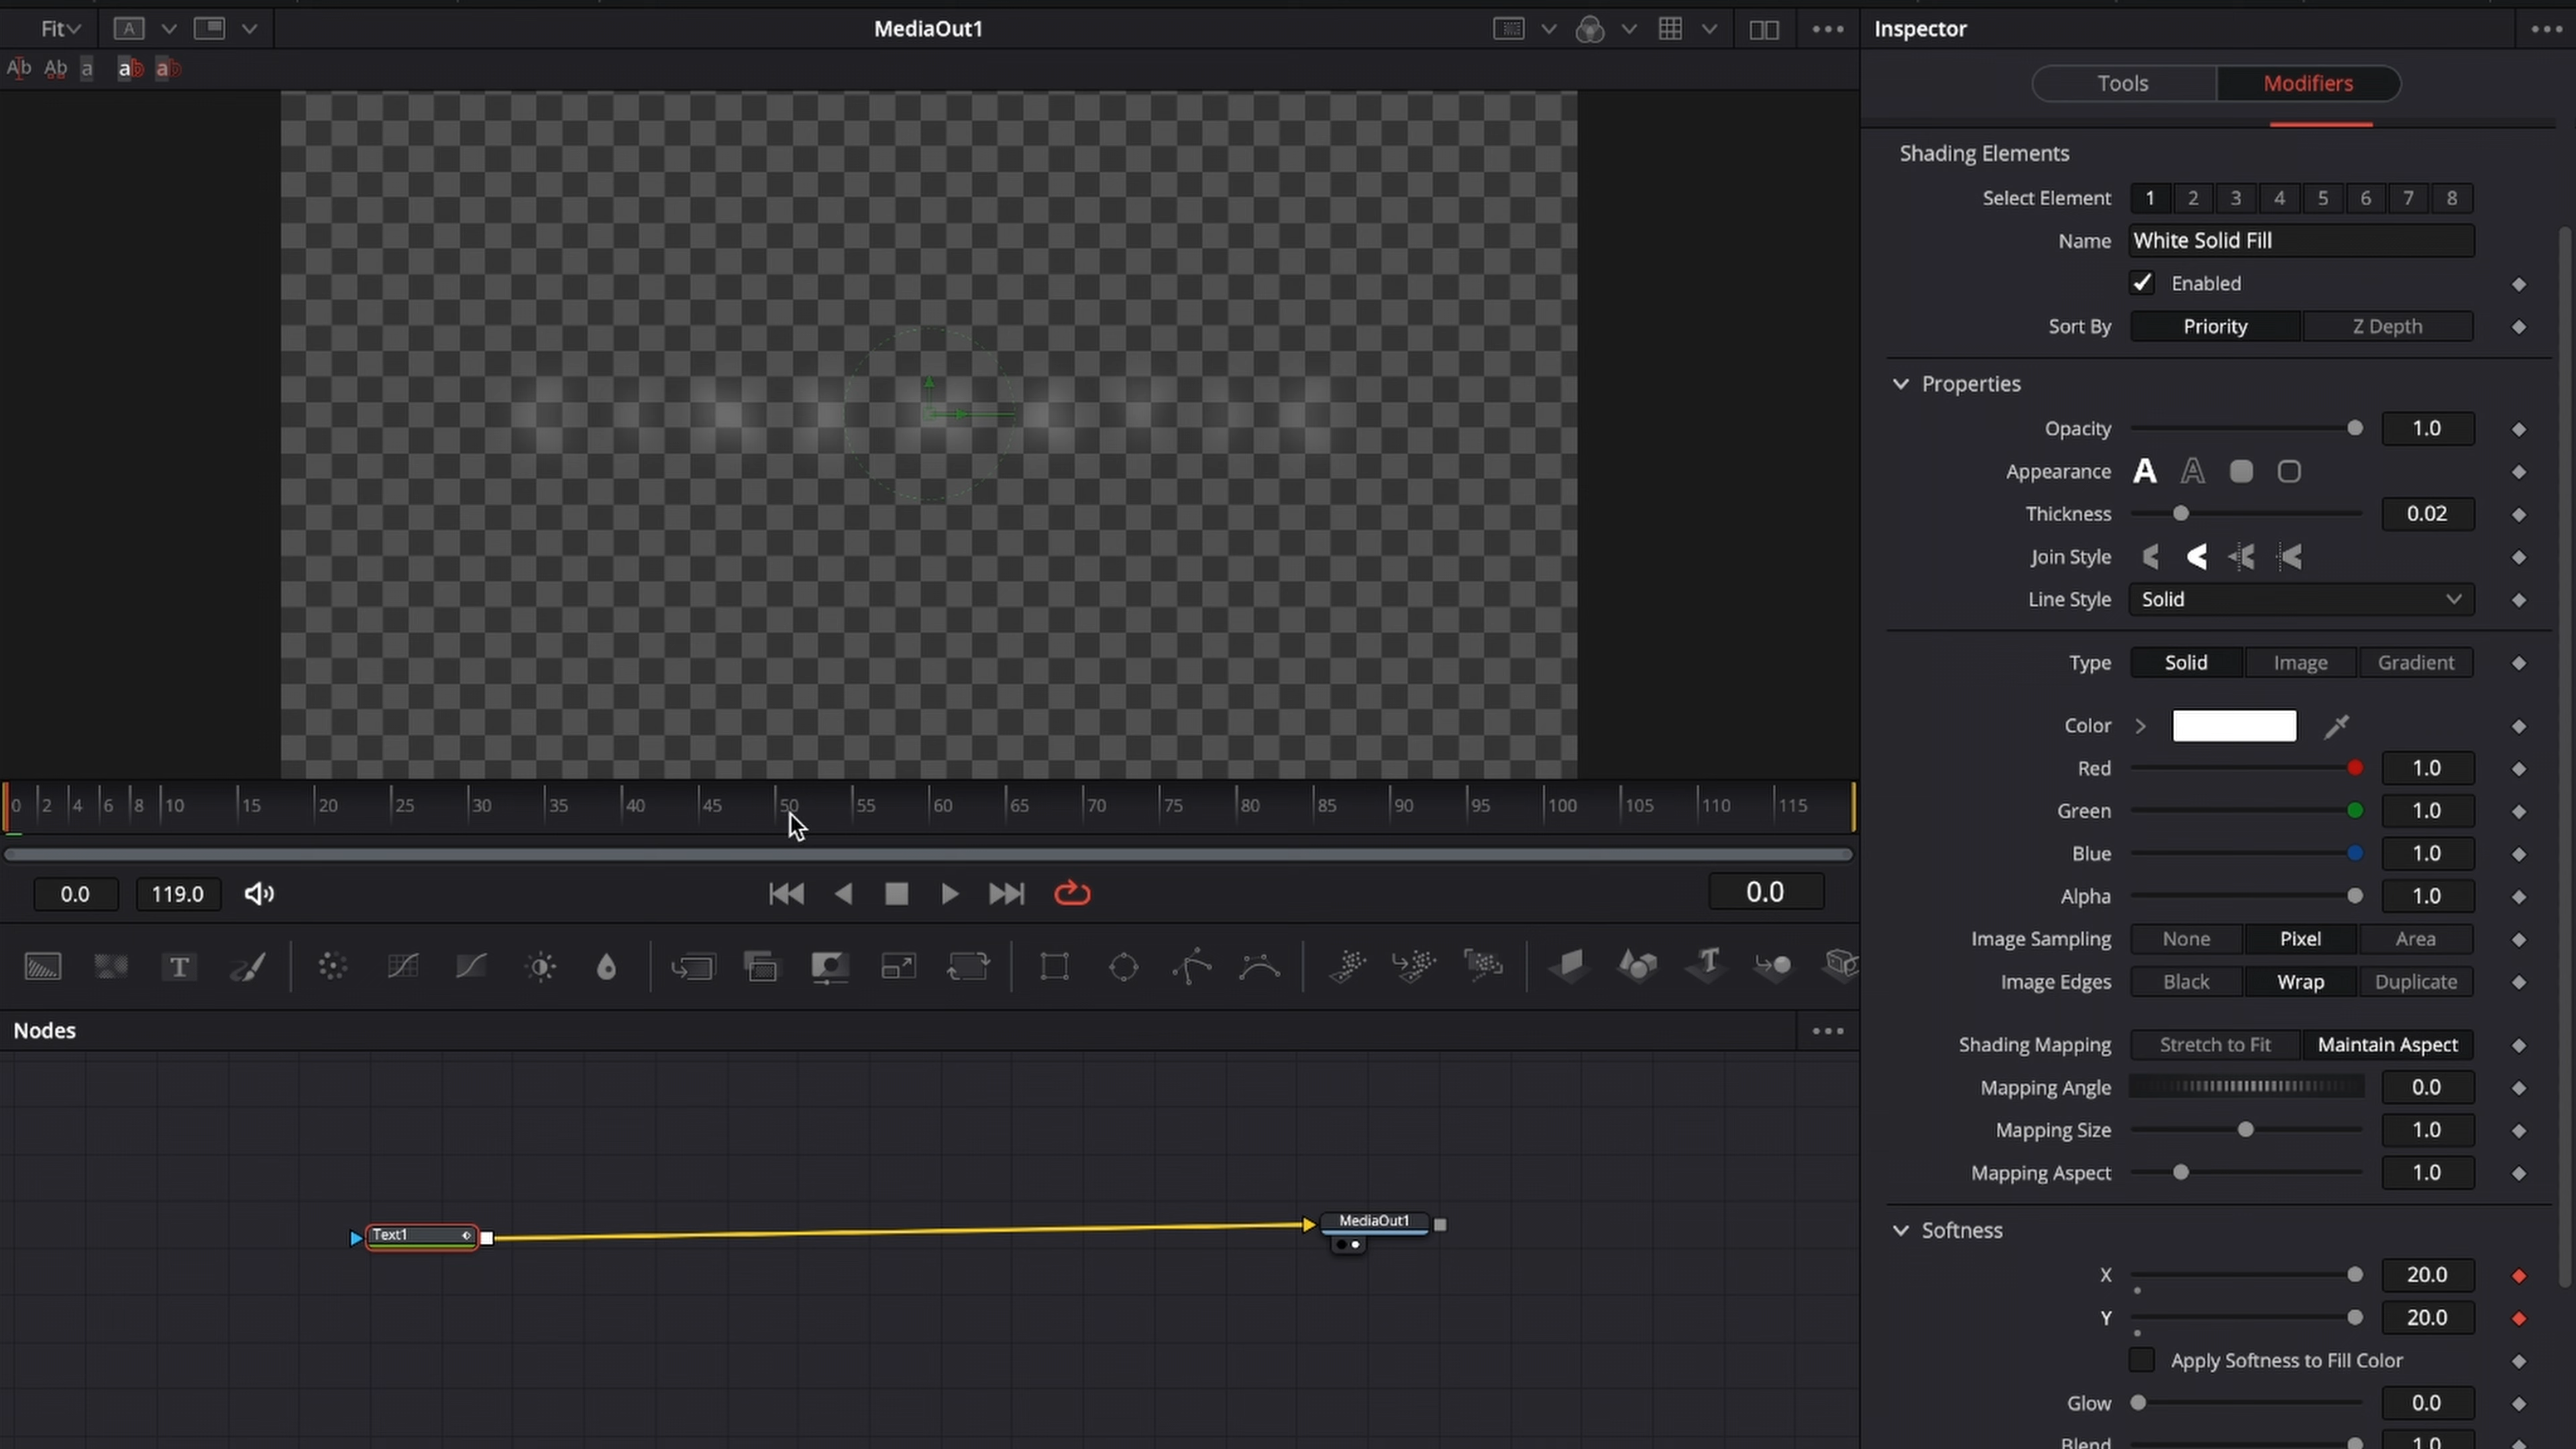 Fit A MediaOut1 Inspector
Ab Ab a ab ab
Tools Modifiers
Shading Elements
Select Element 1 2 3 4 5 6 7 8
Name White Solid Fill
Enabled
Sort By Priority Z Depth
Properties
Opacity 1.0
Appearance A A
Thickness 0.02
Join Style
Line Style Solid
Type Solid Image Gradient
Color
Red 1.0
Green 1.0
Blue 1.0
Alpha 1.0
Image Sampling None Pixel Area
Image Edges Black Wrap Duplicate
Shading Mapping Stretch to Fit Maintain Aspect
Mapping Angle 0.0
Mapping Size 1.0
Mapping Aspect 1.0
Softness
X 20.0
Y 20.0
Apply Softness to Fill Color
Glow 0.0
Blend 1.0
0 2 4 6 8 10 15 20 25 30 35 40 45 50 55 60 65 70 75 80 85 90 95 100 105 110 115
0.0 119.0 0.0
T T
Nodes
Text1 MediaOut1